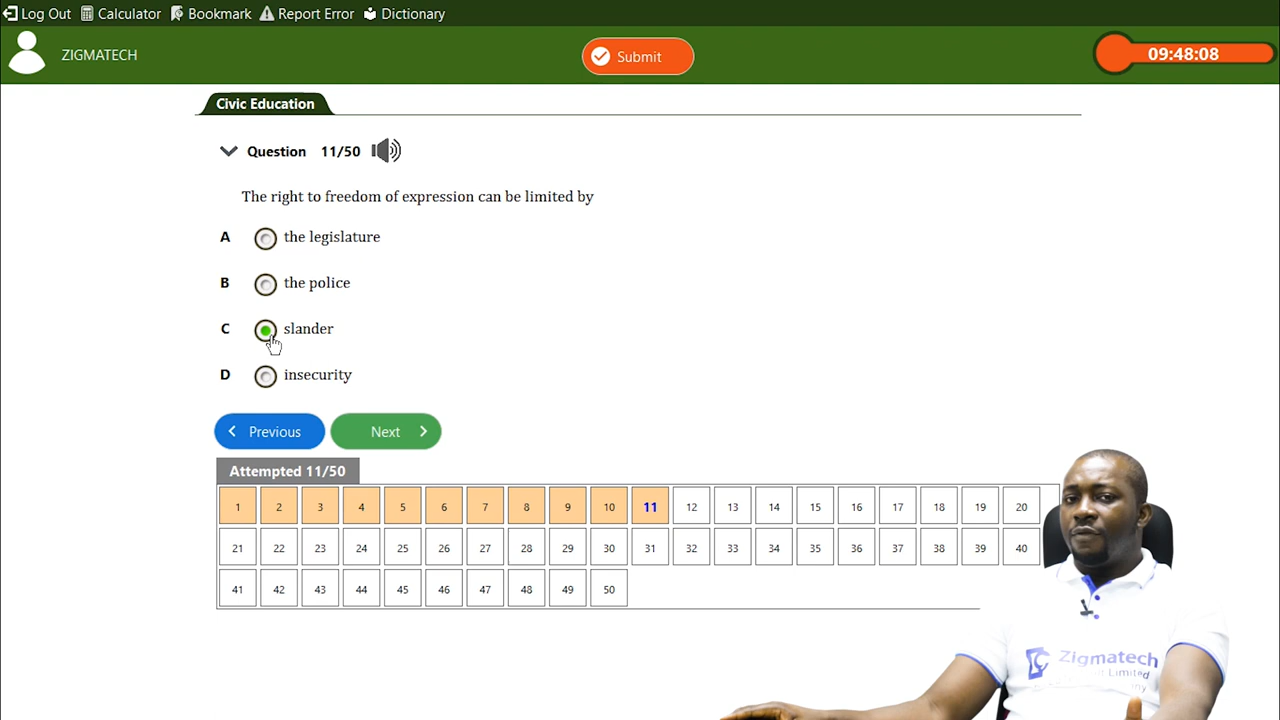 Log Out Calculator Bookmark Report Error Dictionary
ZIGMATECH
Submit
09:48:08
Civic Education
Question 11/50
The right to freedom of expression can be limited by
A the legislature
B the police
C slander
D insecurity
Previous Next
Attempted 11/50
1 2 3 4 5 6 7 8 9 10 11 12 13 14 15 16 17 18 19 20
21 22 23 24 25 26 27 28 29 30 31 32 33 34 35 36 37 38 39 40
41 42 43 44 45 46 47 48 49 50
Zigmatech
Limited